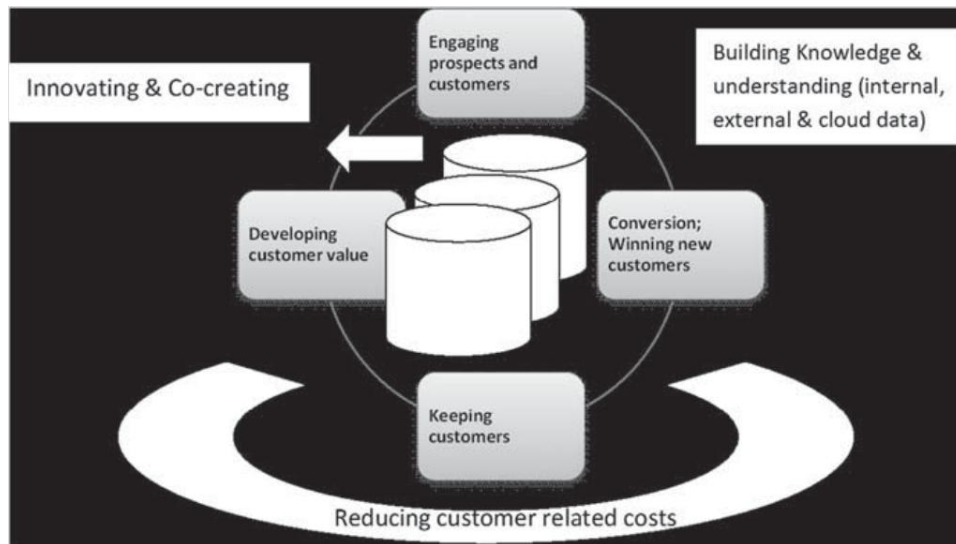 Engaging
prospects and
customers
Innovating & Co-creating
Building Knowledge &
understanding (internal,
external & cloud data)
Developing
customer value
Conversion;
Winning new
customers
Keeping
customers
Reducing customer related costs